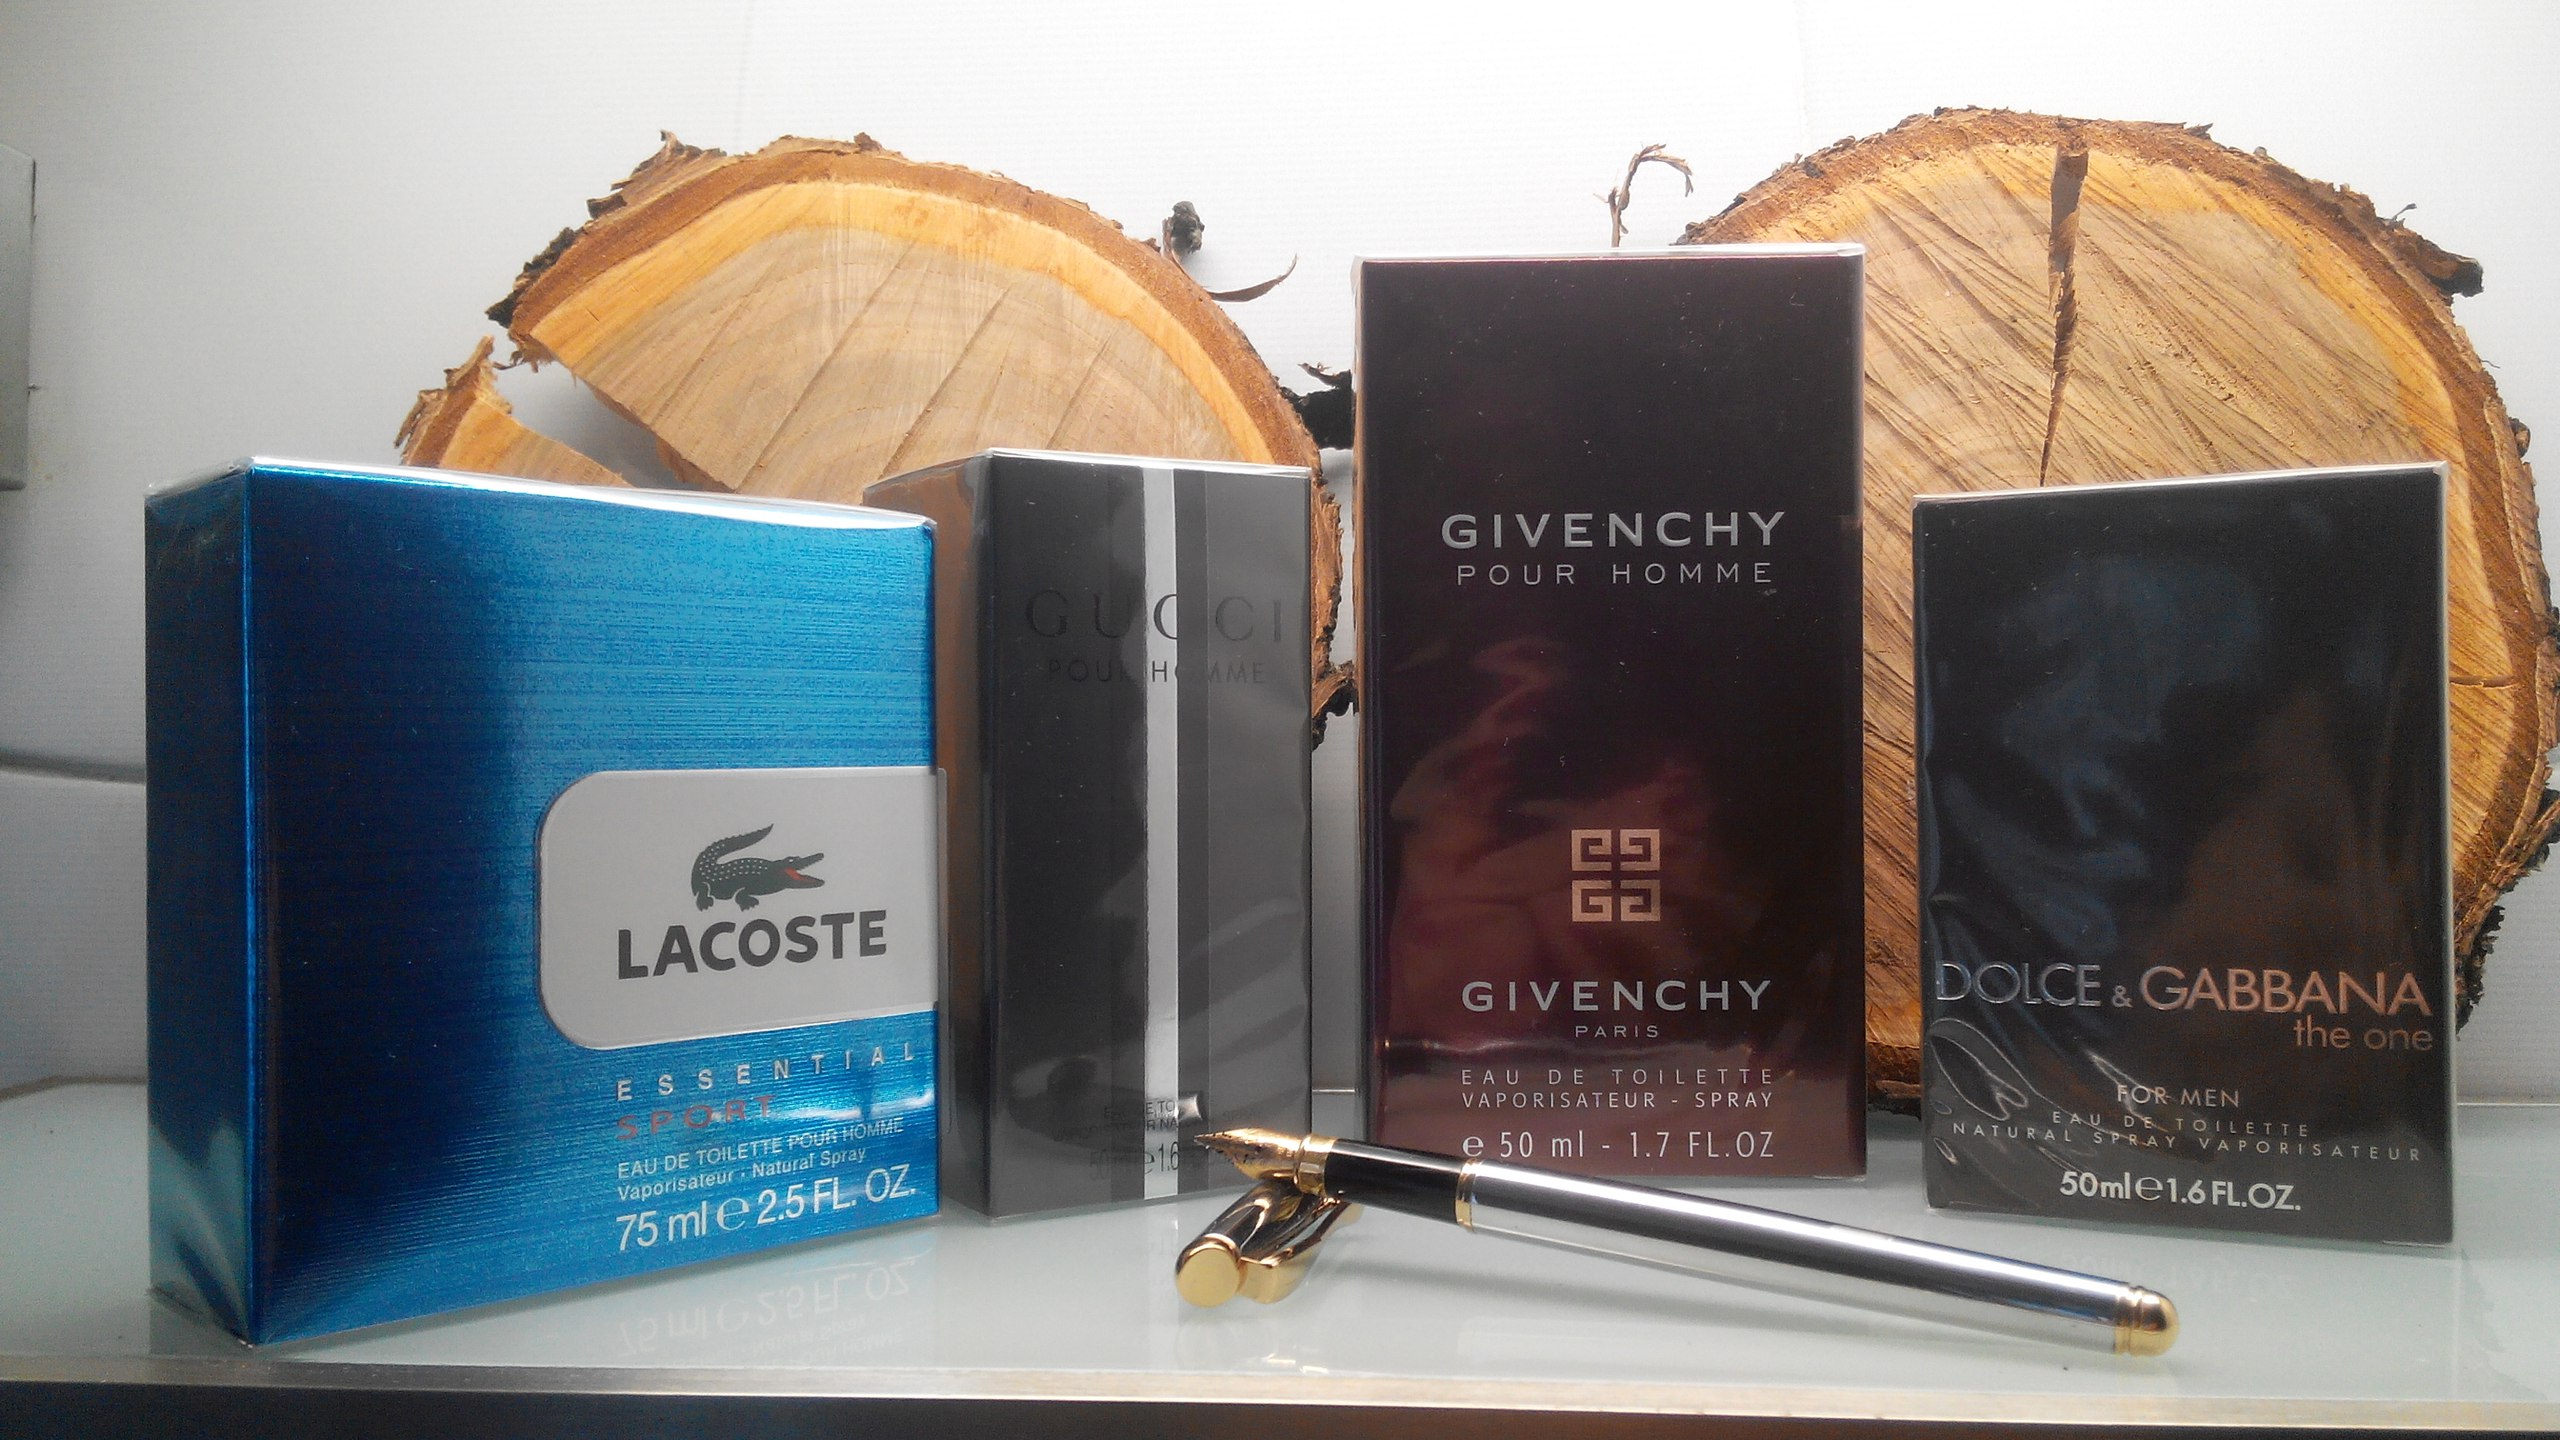 LACOSTE
ESSENTIAL
SPORT
EAU DE TOILETTE POUR HOMME
Vaporisateur . Natural Spray
75 ml e 2.5 FL. OZ.
GUCCI
POUR HOMME
GIVENCHY
POUR HOMME
GIVENCHY
PARIS
EAU DE TOILETTE
VAPORISATEUR - SPRAY
e 50 ml - 1.7 FL.OZ
DOLCE & GABBANA
the one
FOR MEN
EAU DE TOILETTE
NATURAL SPRAY VAPORISATEUR
50ml e 1.6 FL.OZ.